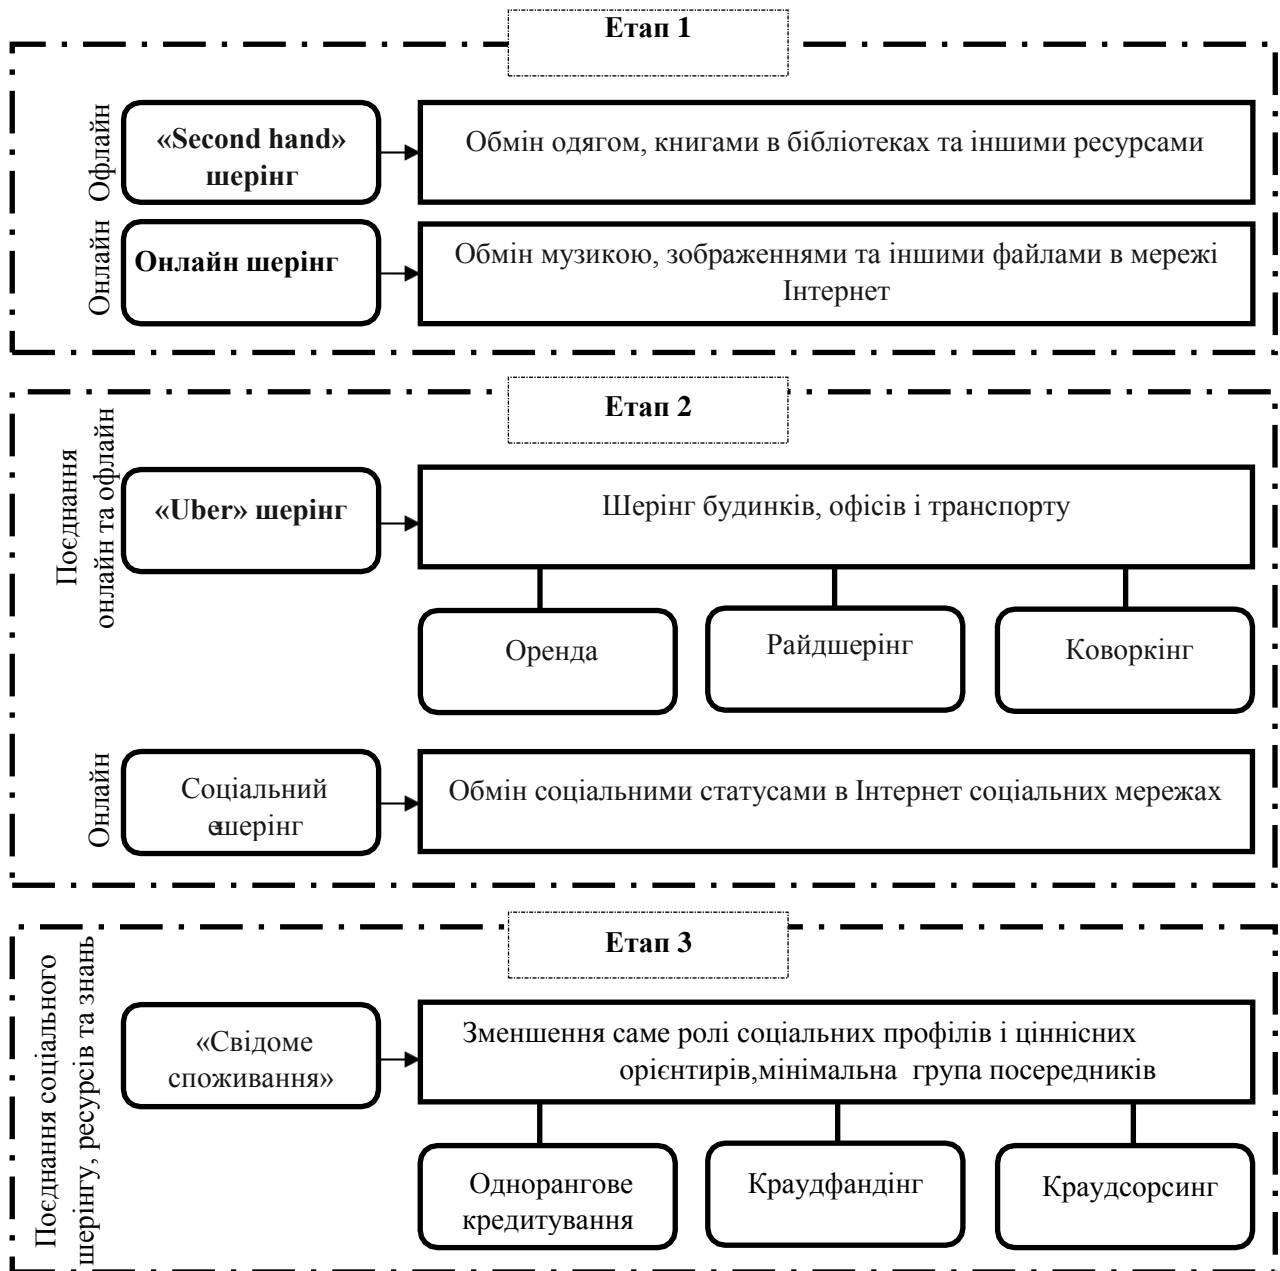 Етап 1
Офлайн
«Second hand»
шерінг
Обмін одягом, книгами в бібліотеках та іншими ресурсами
Онлайн
Онлайн шерінг
Обмін музикою, зображеннями та іншими файлами в мережі
Інтернет
Етап 2
Поєднання
онлайн та офлайн
«Uber» шерінг
Шерінг будинків, офісів і транспорту
Оренда
Райдшерінг
Коворкінг
Онлайн
Соціальний
ешерінг
Обмін соціальними статусами в Інтернет соціальних мережах
Етап 3
Поєднання соціального
шерінгу, ресурсів та знань
«Свідоме
споживання»
Зменшення саме ролі соціальних профілів і ціннісних
орієнтирів,мінімальна група посередників
Однорангове
кредитування
Краудфандінг
Краудсорсинг